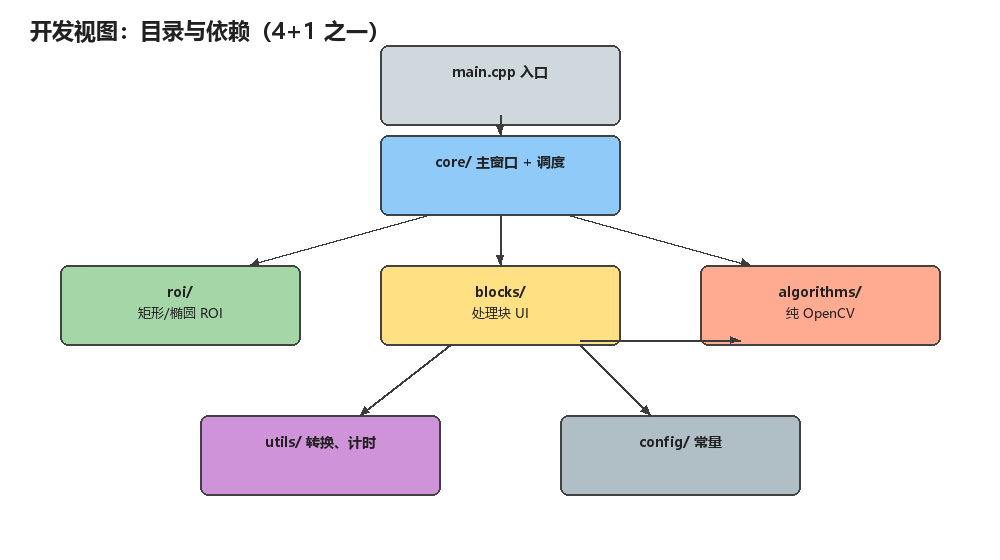 开发视图：目录与依赖（4+1 之一）
main.cpp 入口
core/ 主窗口 + 调度
roi/
矩形/椭圆 ROI
blocks/
处理块 UI
algorithms/
纯 OpenCV
utils/ 转换、计时
config/ 常量